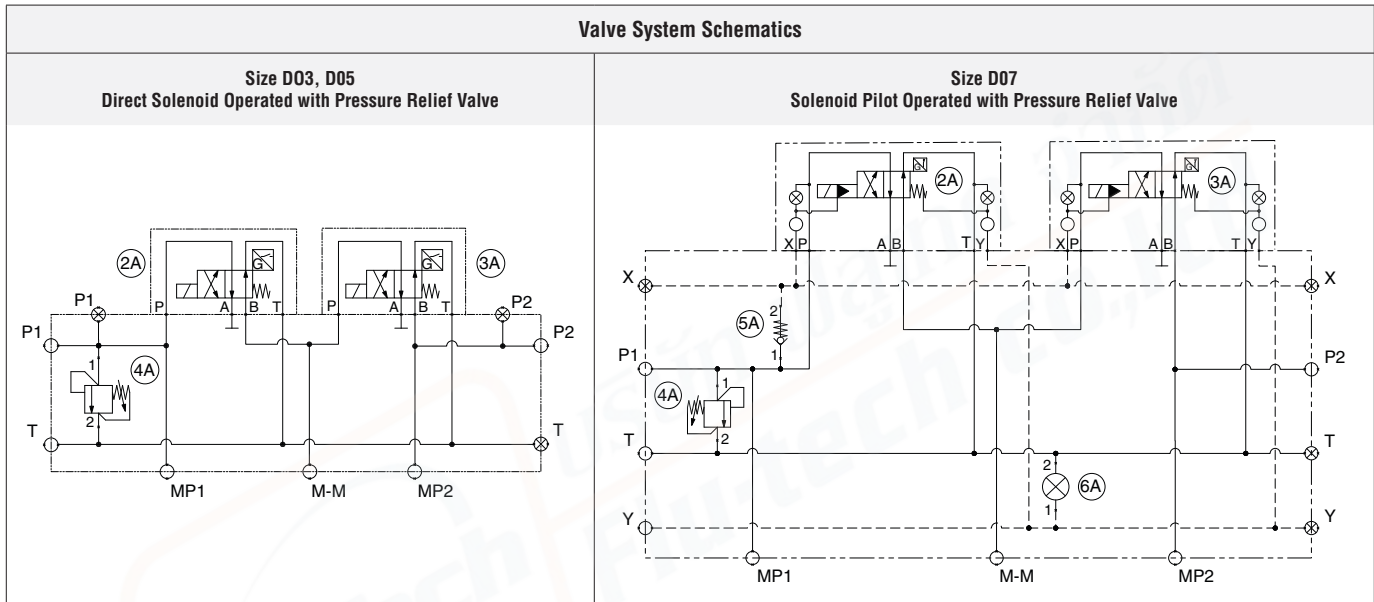 Valve System Schematics
Size D03, D05
Direct Solenoid Operated with Pressure Relief Valve
Size D07
Solenoid Pilot Operated with Pressure Relief Valve
2A
G
G
3A
P1
P
A
B
T
P
A
B
T
P2
P1
P2
1
4A
2
T
T
MP1
M-M
MP2
G
2A
G
3A
X P
A B
T Y
X P
A B
T Y
X
X
2
5A
1
P1
P2
4A
1
2
T
T
2
6A
1
Y
Y
MP1
M-M
MP2